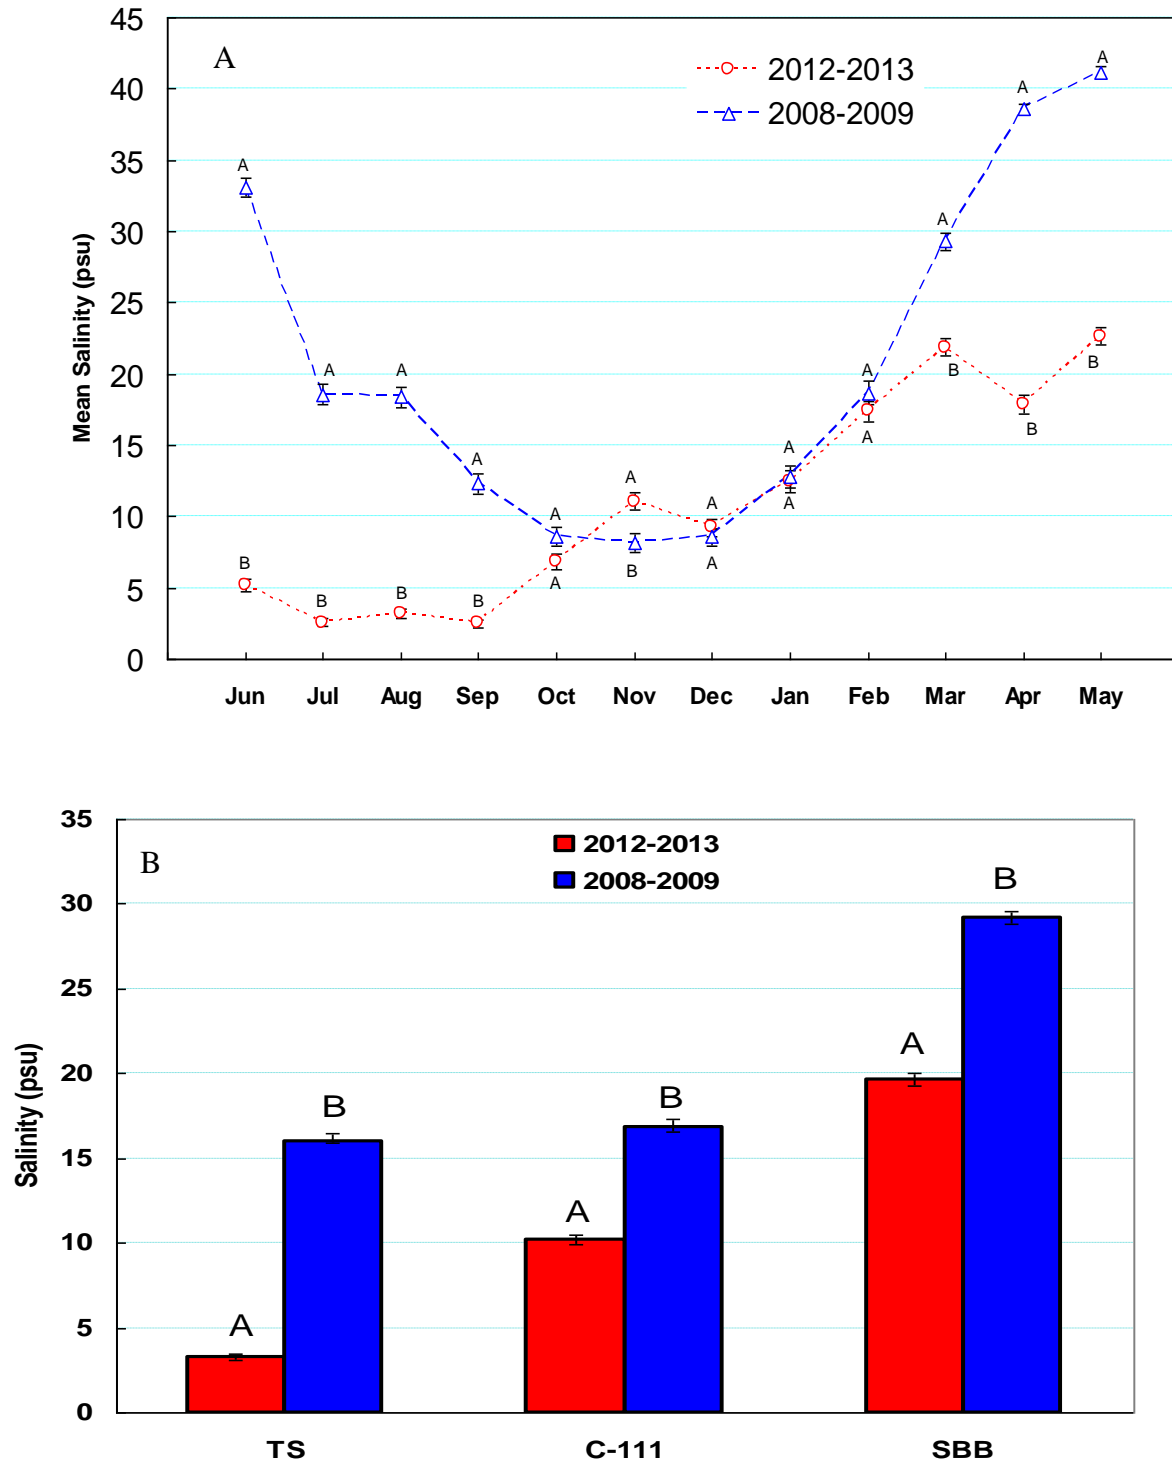 45
A
2012-2013
2008-2009
40
35
30
25
20
15
10
5
0
Mean Salinity (psu)
A A A A A A A A A A A A
B B B B A B A A A B B B
Jun Jul Aug Sep Oct Nov Dec Jan Feb Mar Apr May
35
B
2012-2013
2008-2009
30
25
20
15
10
5
0
Salinity (psu)
A B A B A B
TS C-111 SBB